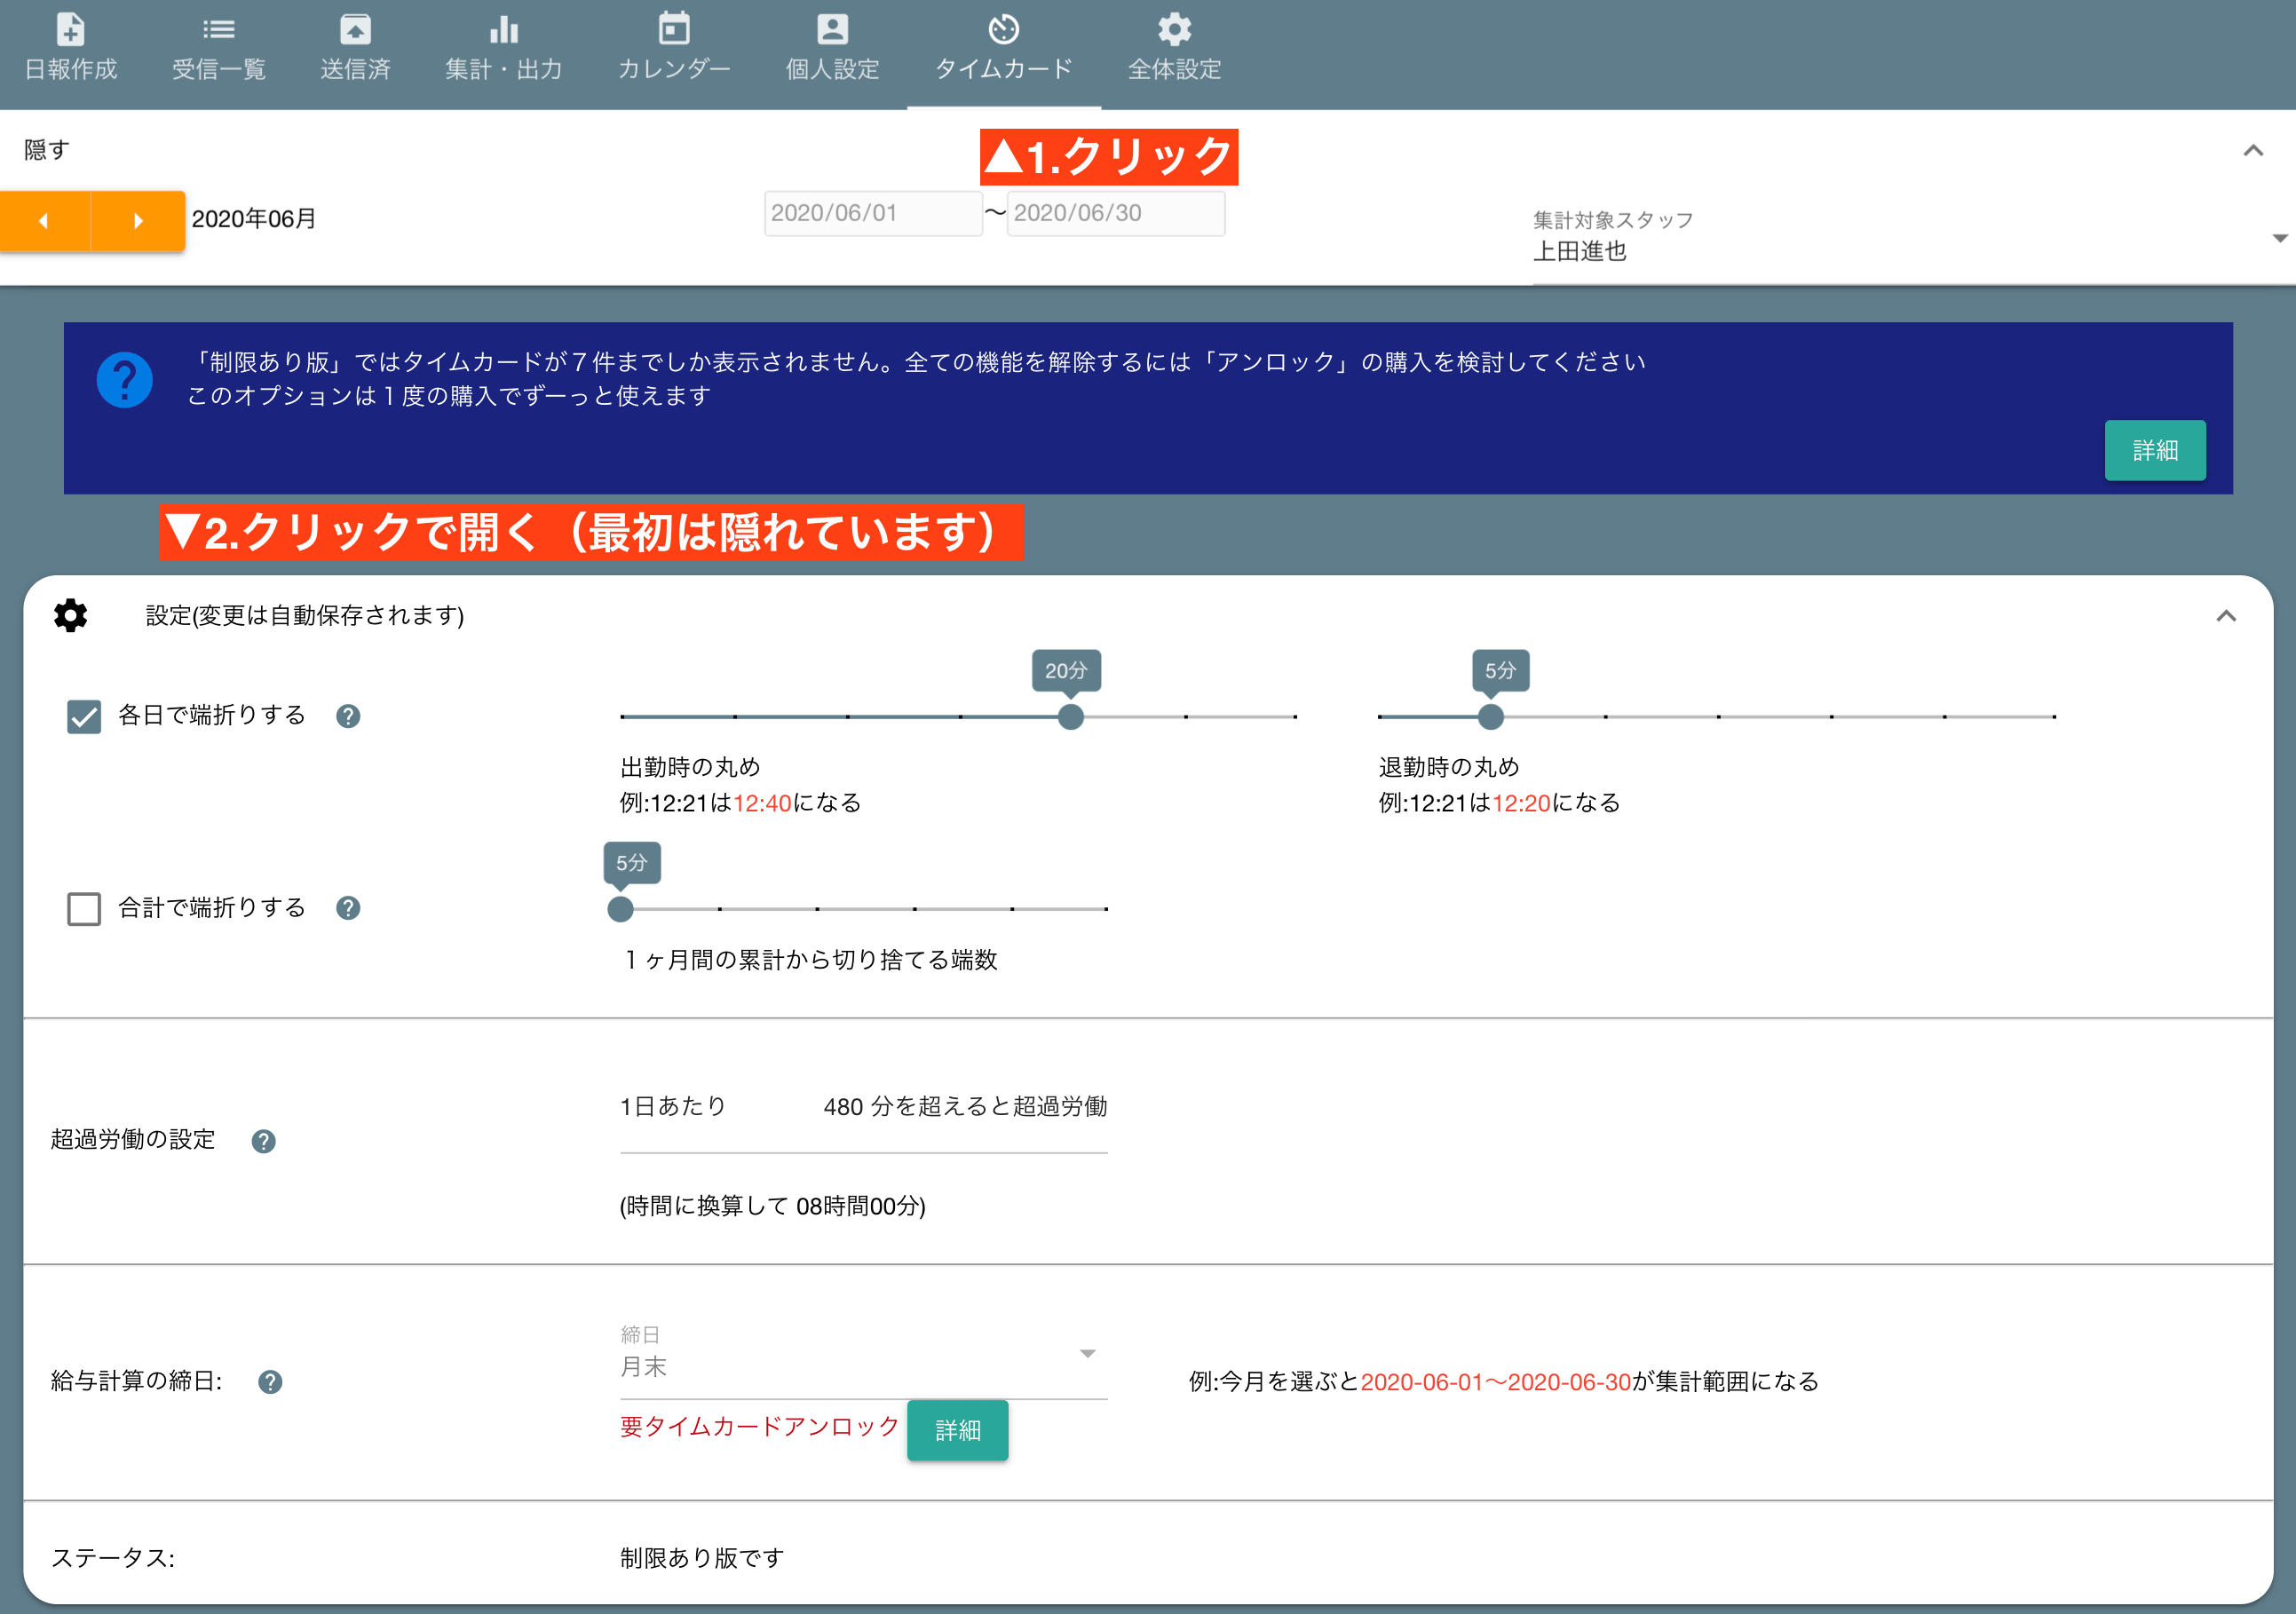 日報作成
受信一覧
送信済
集計・出力
カレンダー
個人設定
タイムカード
全体設定
隠す
▲1.クリック
2020年06月
2020/06/01
〜
2020/06/30
集計対象スタッフ
上田進也
「制限あり版」ではタイムカードが７件までしか表示されません。全ての機能を解除するには「アンロック」の購入を検討してください
このオプションは１度の購入でずーっと使えます
詳細
▼2.クリックで開く（最初は隠れています）
設定(変更は自動保存されます)
20分
5分
各日で端折りする
出勤時の丸め
例:12:21は12:40になる
退勤時の丸め
例:12:21は12:20になる
5分
合計で端折りする
１ヶ月間の累計から切り捨てる端数
1日あたり 480 分を超えると超過労働
超過労働の設定
(時間に換算して 08時間00分)
締日
月末
給与計算の締日:
例:今月を選ぶと2020-06-01〜2020-06-30が集計範囲になる
要タイムカードアンロック
詳細
ステータス:
制限あり版です